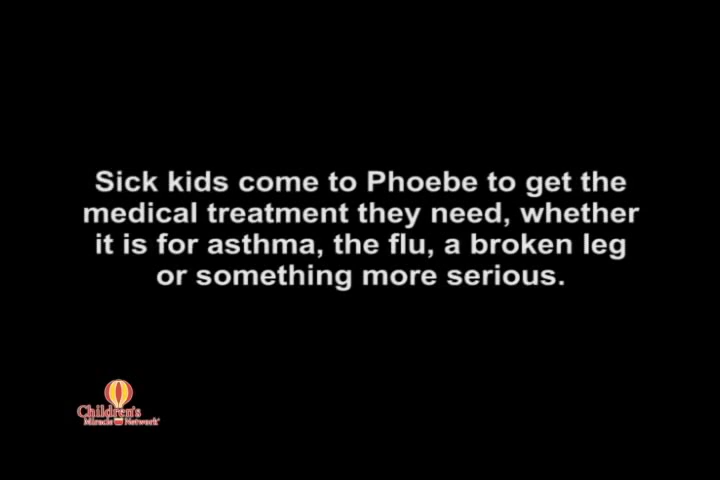 Sick kids come to Phoebe to get the
medical treatment they need, whether
it is for asthma, the flu, a broken leg
or something more serious.
Children's
Miracle Network